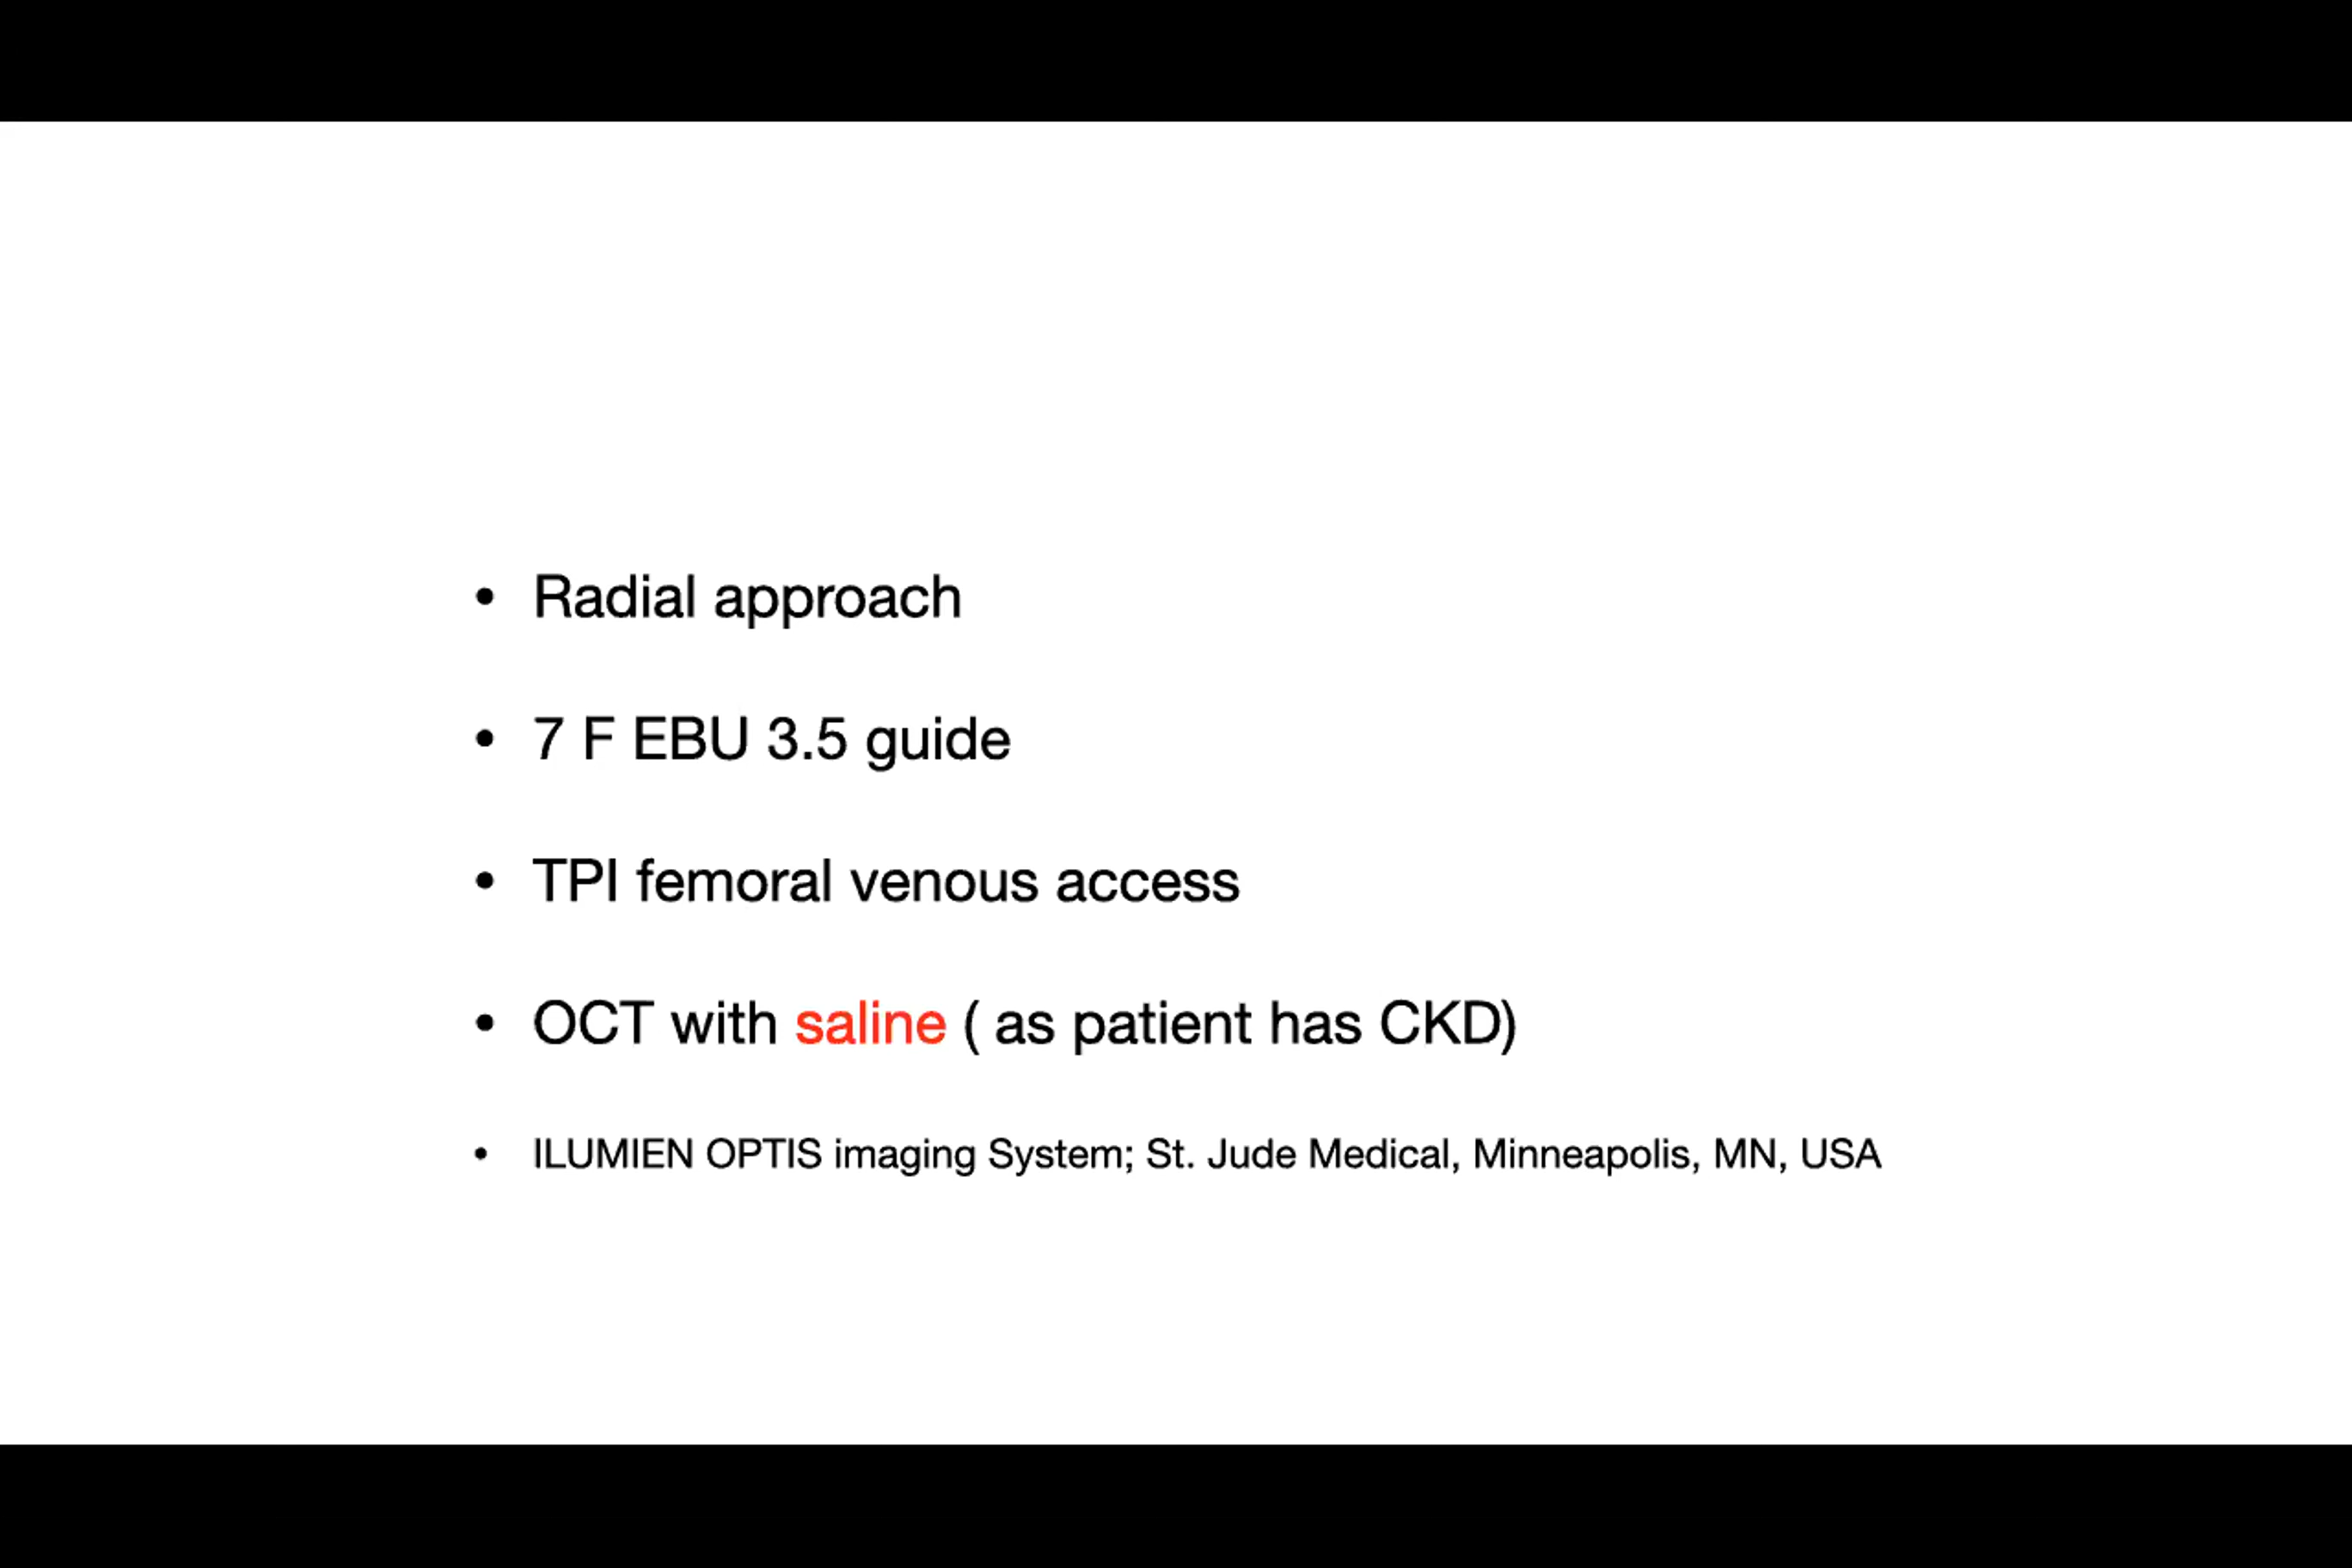 • Radial approach
• 7 F EBU 3.5 guide
• TPI femoral venous access
• OCT with saline ( as patient has CKD)
• ILUMIEN OPTIS imaging System; St. Jude Medical, Minneapolis, MN, USA